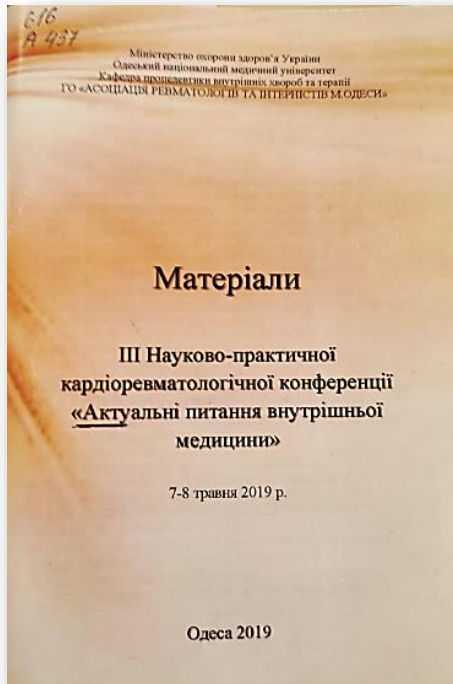 616
А 437
Міністерство охорони здоров'я України
Одеський національний медичний університет
Кафедра пропедевтики внутрішніх хвороб та терапії
ГО «АСОЦІАЦІЯ РЕВМАТОЛОГІВ ТА ІНТЕРНІСТІВ М.ОДЕСИ»
Матеріали
III Науково-практичної
кардіоревматологічної конференції
«Актуальні питання внутрішньої
медицини»
7-8 травня 2019 р.
Одеса 2019